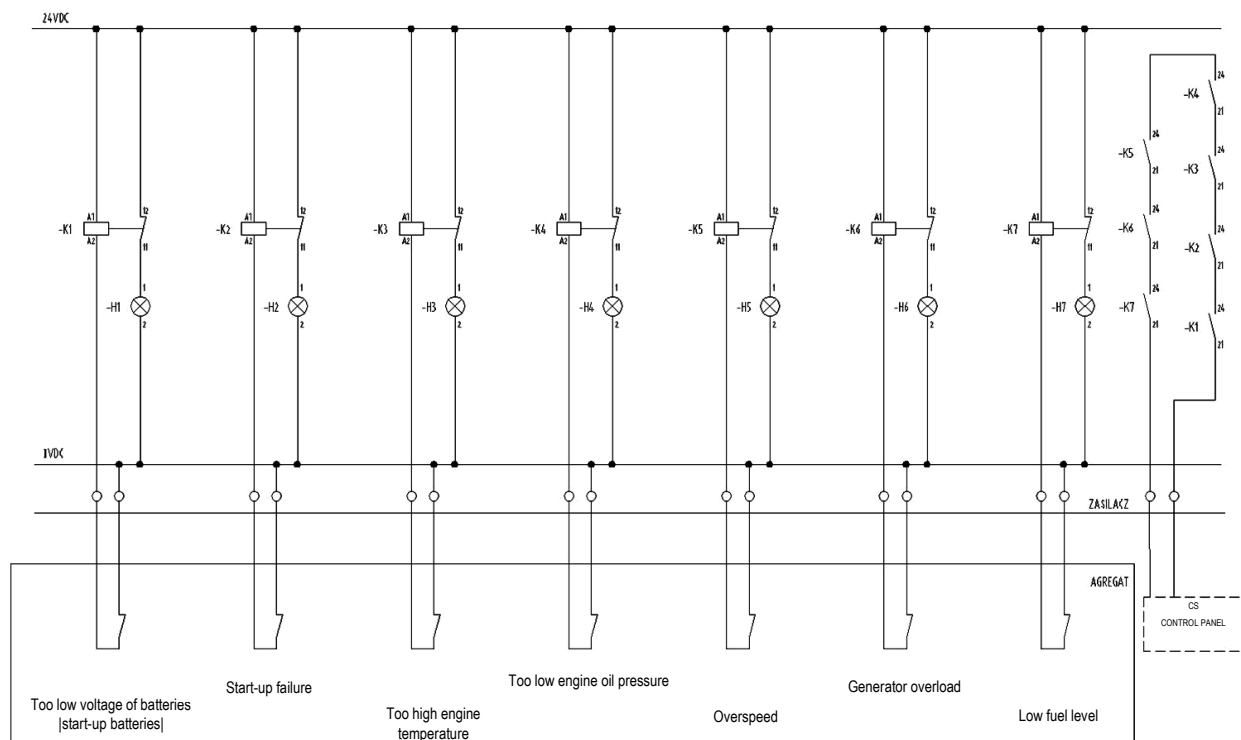 24VDC
24
-K4
21
24
-K5
21
24
-K3
21
A1 12
-K1
A2 11
A1 12
-K2
A2 11
A1 12
-K3
A2 11
A1 12
-K4
A2 11
A1 12
-K5
A2 11
A1 12
-K6
A2 11
A1 12
-K7
A2 11
24
-K6
21
24
-K2
21
1
-H1
2
1
-H2
2
1
-H3
2
1
-H4
2
1
-H5
2
1
-H6
2
1
-H7
2
24
-K7
21
24
-K1
21
ZASILACZ
AGREGAT
CS
CONTROL PANEL
Too low voltage of batteries
|start-up batteries|
Start-up failure
Too high engine
temperature
Too low engine oil pressure
Overspeed
Generator overload
Low fuel level